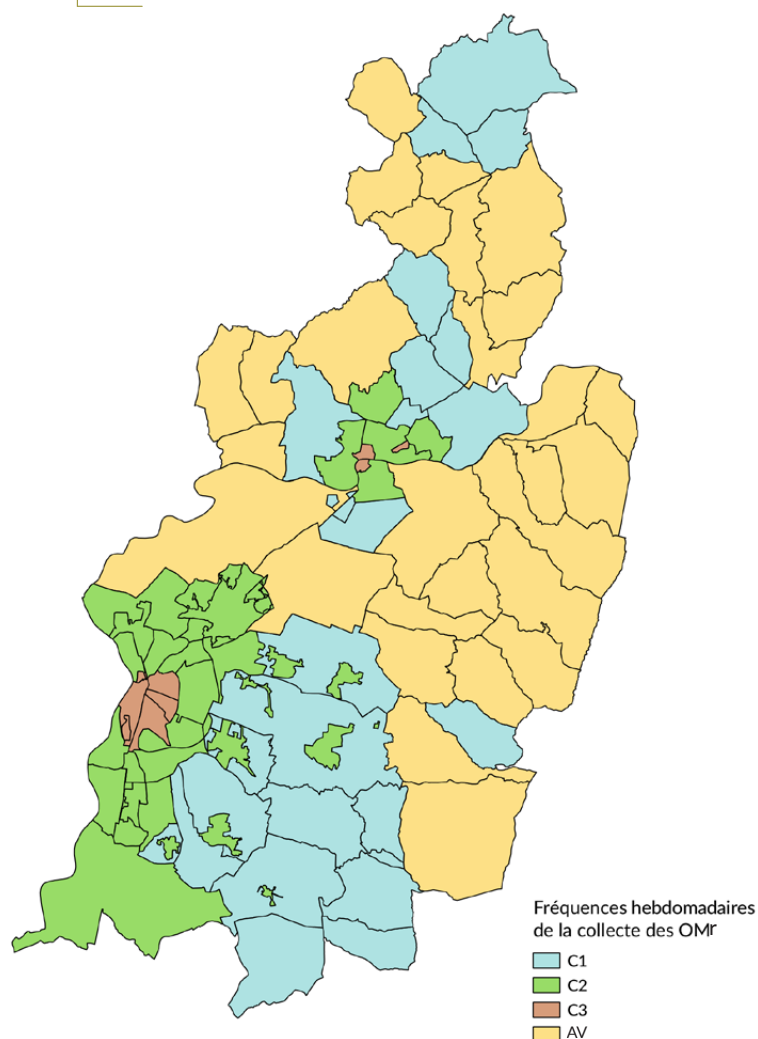 Fréquences hebdomadaires
de la collecte des OMr
C1
C2
C3
AV